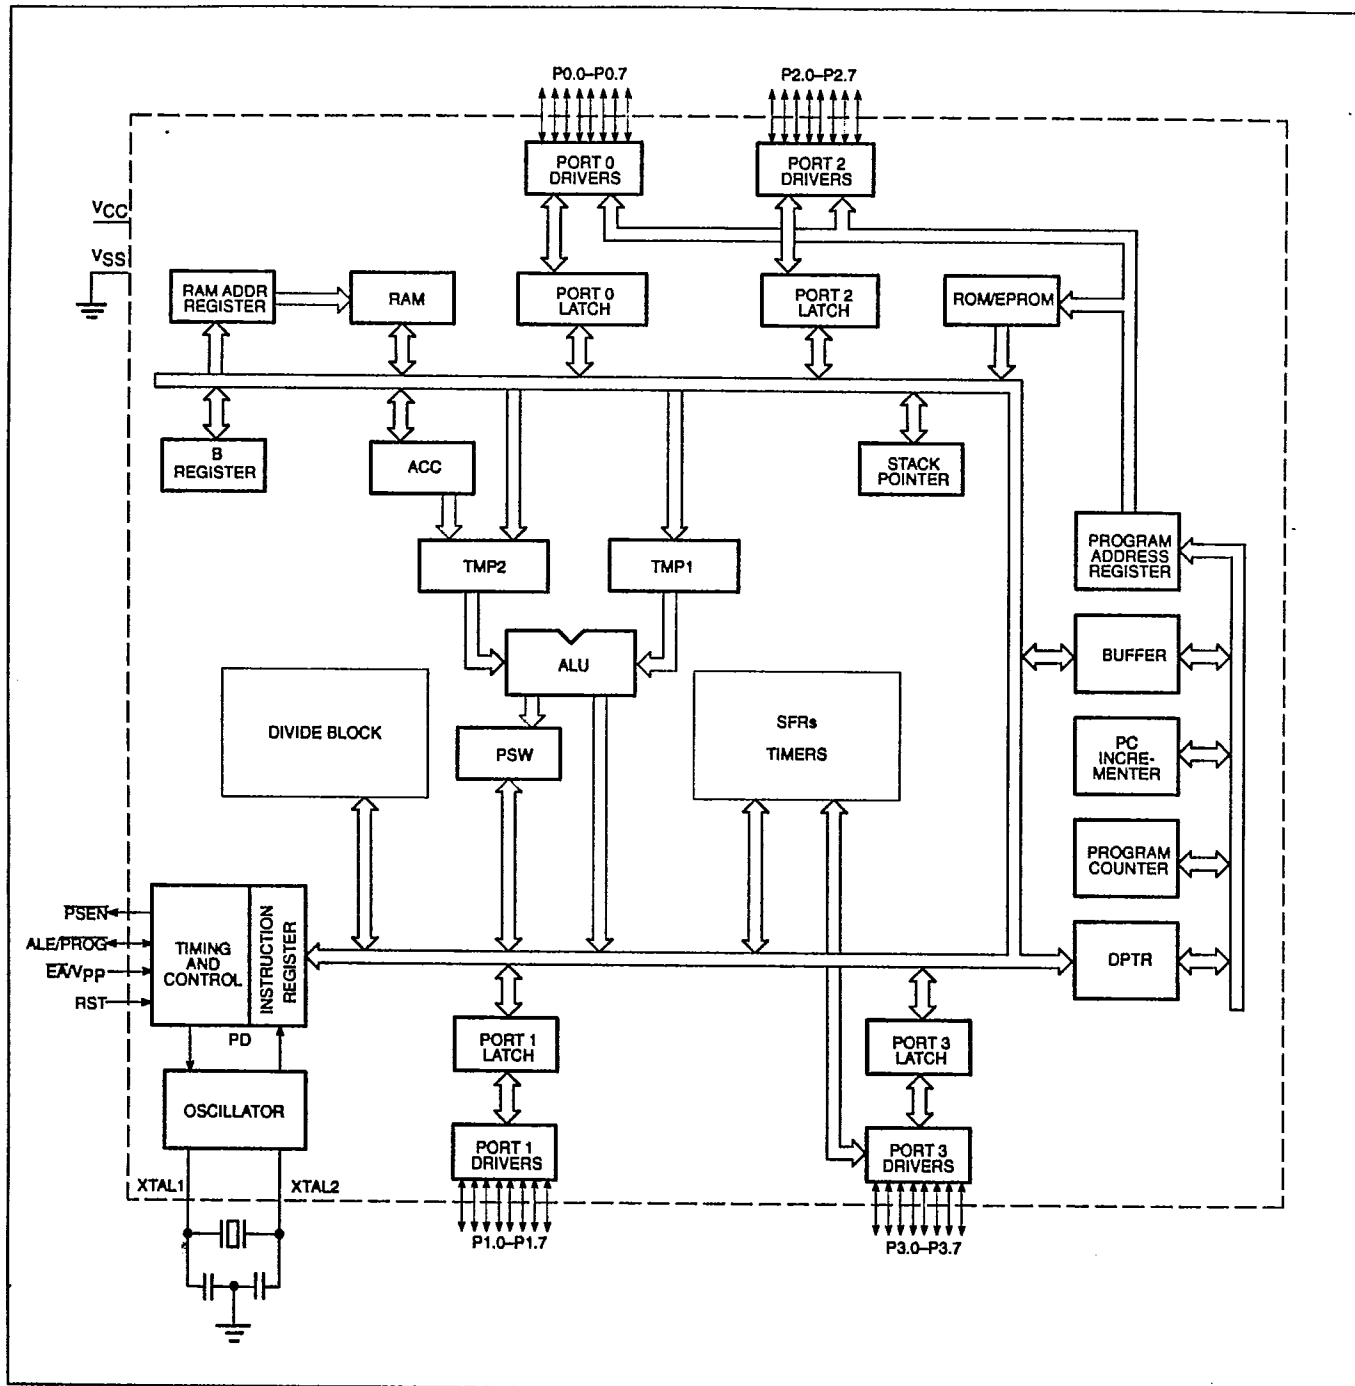 P0.0–P0.7
P2.0–P2.7
PORT 0
DRIVERS
PORT 2
DRIVERS
VCC
VSS
RAM ADDR
REGISTER
RAM
PORT 0
LATCH
PORT 2
LATCH
ROM/EPROM
B
REGISTER
ACC
STACK
POINTER
TMP2
TMP1
PROGRAM
ADDRESS
REGISTER
ALU
BUFFER
DIVIDE BLOCK
PSW
SFRs
TIMERS
PC
INCRE-
MENTER
PROGRAM
COUNTER
PSEN
ALE/PROG
EA/VPP
RST
TIMING
AND
CONTROL
INSTRUCTION
REGISTER
DPTR
PD
PORT 1
LATCH
PORT 3
LATCH
OSCILLATOR
PORT 1
DRIVERS
PORT 3
DRIVERS
XTAL1
XTAL2
P1.0–P1.7
P3.0–P3.7